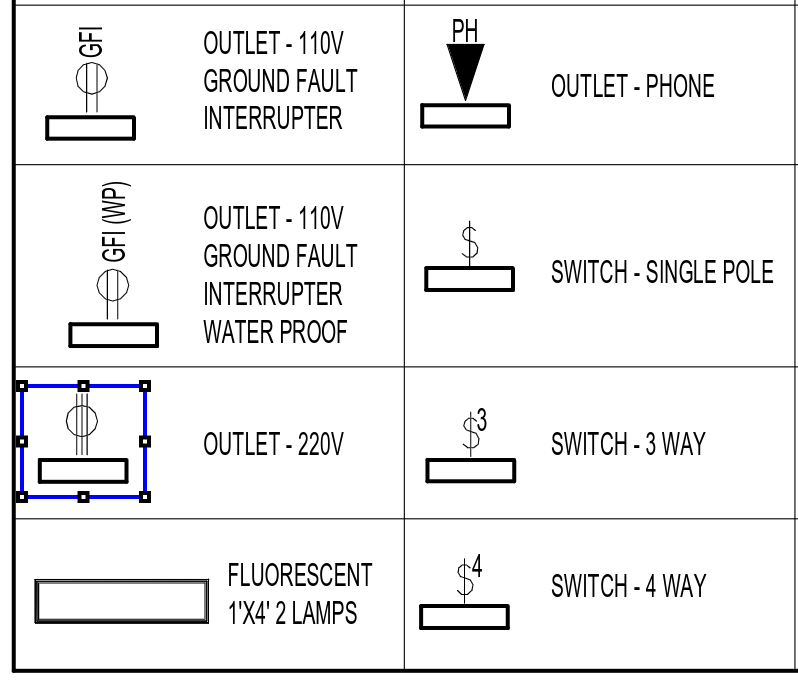 GFI
OUTLET - 110V
GROUND FAULT
INTERRUPTER
PH
OUTLET - PHONE
GFI (WP)
OUTLET - 110V
GROUND FAULT
INTERRUPTER
WATER PROOF
$
SWITCH - SINGLE POLE
OUTLET - 220V
$3
SWITCH - 3 WAY
FLUORESCENT
1'X4' 2 LAMPS
$4
SWITCH - 4 WAY